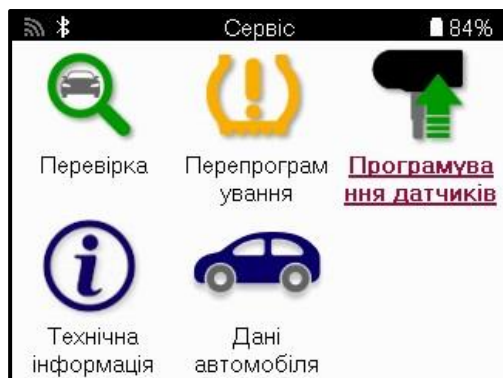 Сервіс 84%
Перевірка
Перепрограм
ування
Програмува
ння датчиків
Технічна
інформація
Дані
автомобіля